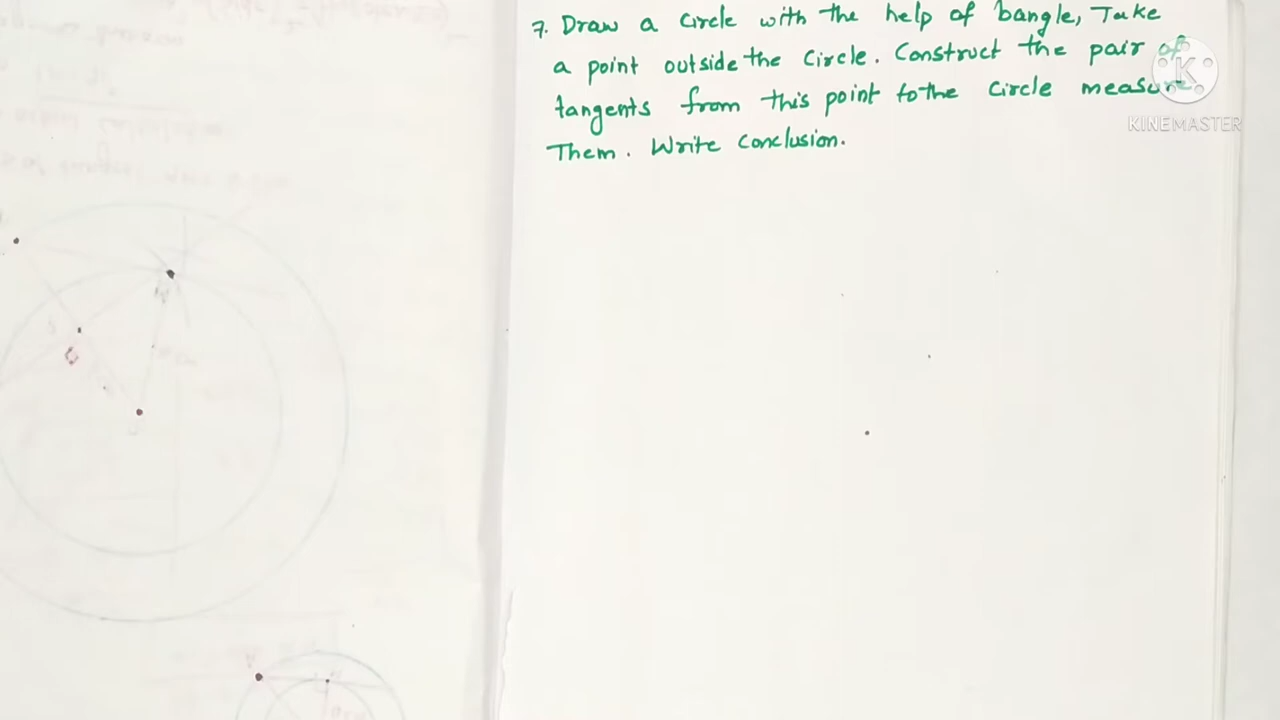 7. Draw a circle with the help of bangle, Take
a point outside the circle. Construct the pair of
tangents from this point to the circle measure
Them. Write conclusion.
K
KINEMASTER